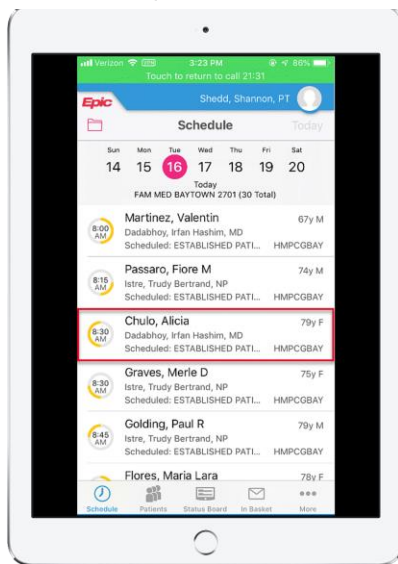 Verizon 3:23 PM 86%
Touch to return to call 21:31
Epic Shedd, Shannon, PT
Schedule Today
Sun Mon Tue Wed Thu Fri Sat
14 15 16 17 18 19 20
Today
FAM MED BAYTOWN 2701 (30 Total)
8:00 AM Martinez, Valentin 67y M
Dadabhoy, Irfan Hashim, MD
Scheduled: ESTABLISHED PATI... HMPCGBAY
8:15 AM Passaro, Fiore M 74y M
Istre, Trudy Bertrand, NP
Scheduled: ESTABLISHED PATI... HMPCGBAY
8:30 AM Chulo, Alicia 79y F
Dadabhoy, Irfan Hashim, MD
Scheduled: ESTABLISHED PATI... HMPCGBAY
8:30 AM Graves, Merle D 75y F
Istre, Trudy Bertrand, NP
Scheduled: ESTABLISHED PATI... HMPCGBAY
8:45 AM Golding, Paul R 79y M
Istre, Trudy Bertrand, NP
Scheduled: ESTABLISHED PATI... HMPCGBAY
Flores, Maria Lara 78y F
Schedule Patients Status Board In Basket More